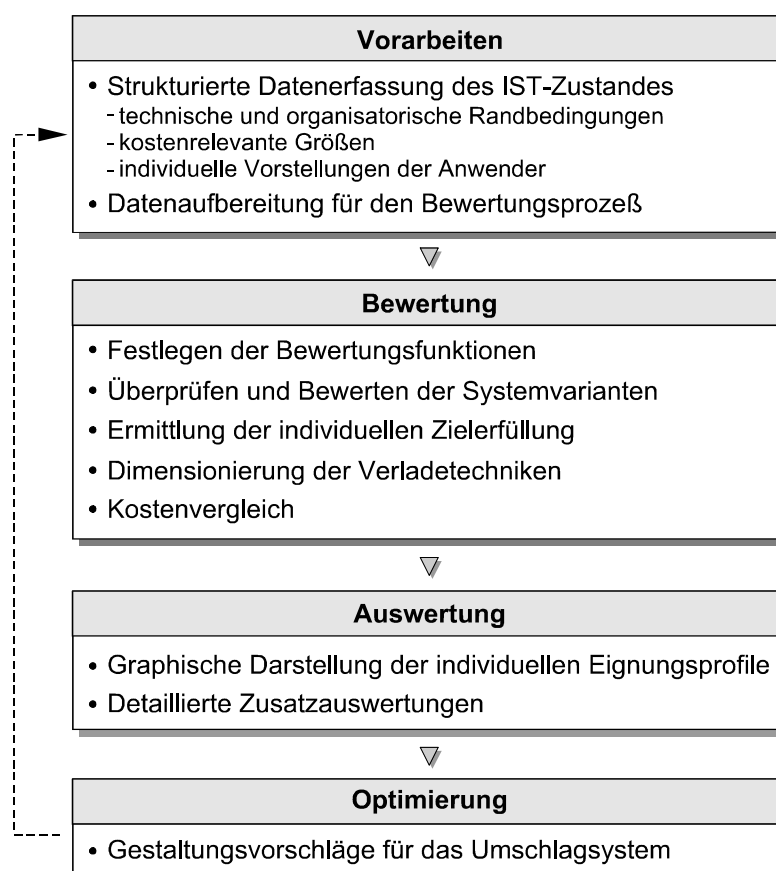 Vorarbeiten
• Strukturierte Datenerfassung des IST-Zustandes
- technische und organisatorische Randbedingungen
- kostenrelevante Größen
- individuelle Vorstellungen der Anwender
• Datenaufbereitung für den Bewertungsprozeß
Bewertung
• Festlegen der Bewertungsfunktionen
• Überprüfen und Bewerten der Systemvarianten
• Ermittlung der individuellen Zielerfüllung
• Dimensionierung der Verladetechniken
• Kostenvergleich
Auswertung
• Graphische Darstellung der individuellen Eignungsprofile
• Detaillierte Zusatzauswertungen
Optimierung
• Gestaltungsvorschläge für das Umschlagsystem